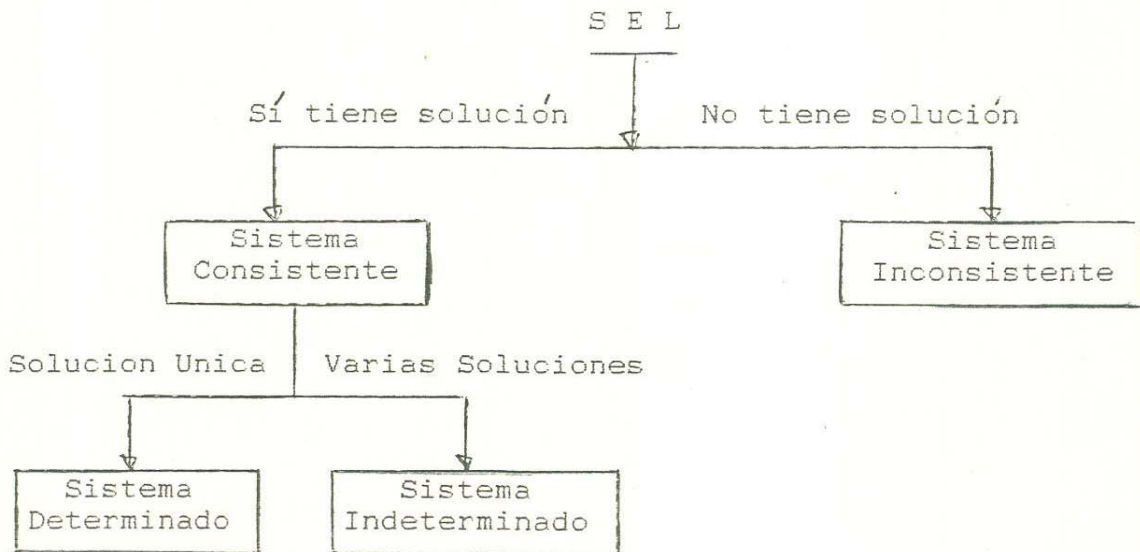 S E L
Sí tiene solución
No tiene solución
Sistema
Consistente
Sistema
Inconsistente
Solucion Unica
Varias Soluciones
Sistema
Determinado
Sistema
Indeterminado